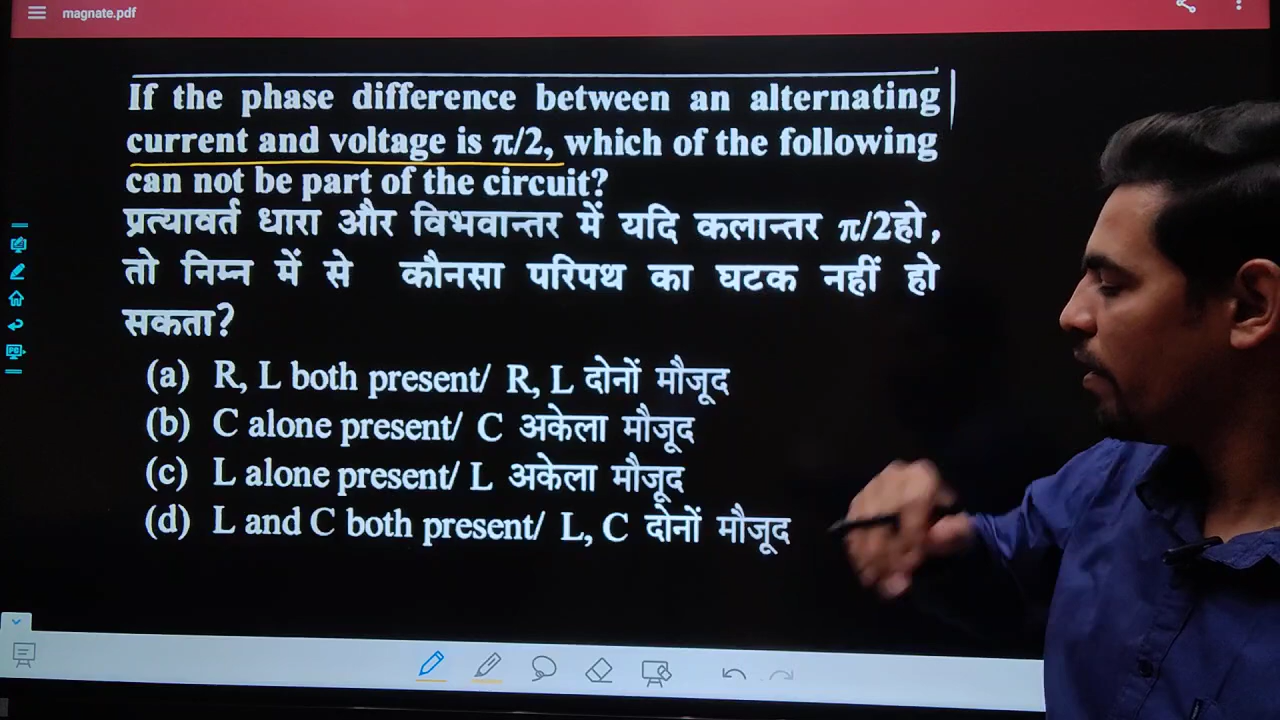 magnate.pdf
If the phase difference between an alternating
current and voltage is π/2, which of the following
can not be part of the circuit?
प्रत्यावर्त धारा और विभवान्तर में यदि कलान्तर π/2हो,
तो निम्न में से कौनसा परिपथ का घटक नहीं हो
सकता?
(a) R, L both present/ R, L दोनों मौजूद
(b) C alone present/ C अकेला मौजूद
(c) L alone present/ L अकेला मौजूद
(d) L and C both present/ L, C दोनों मौजूद